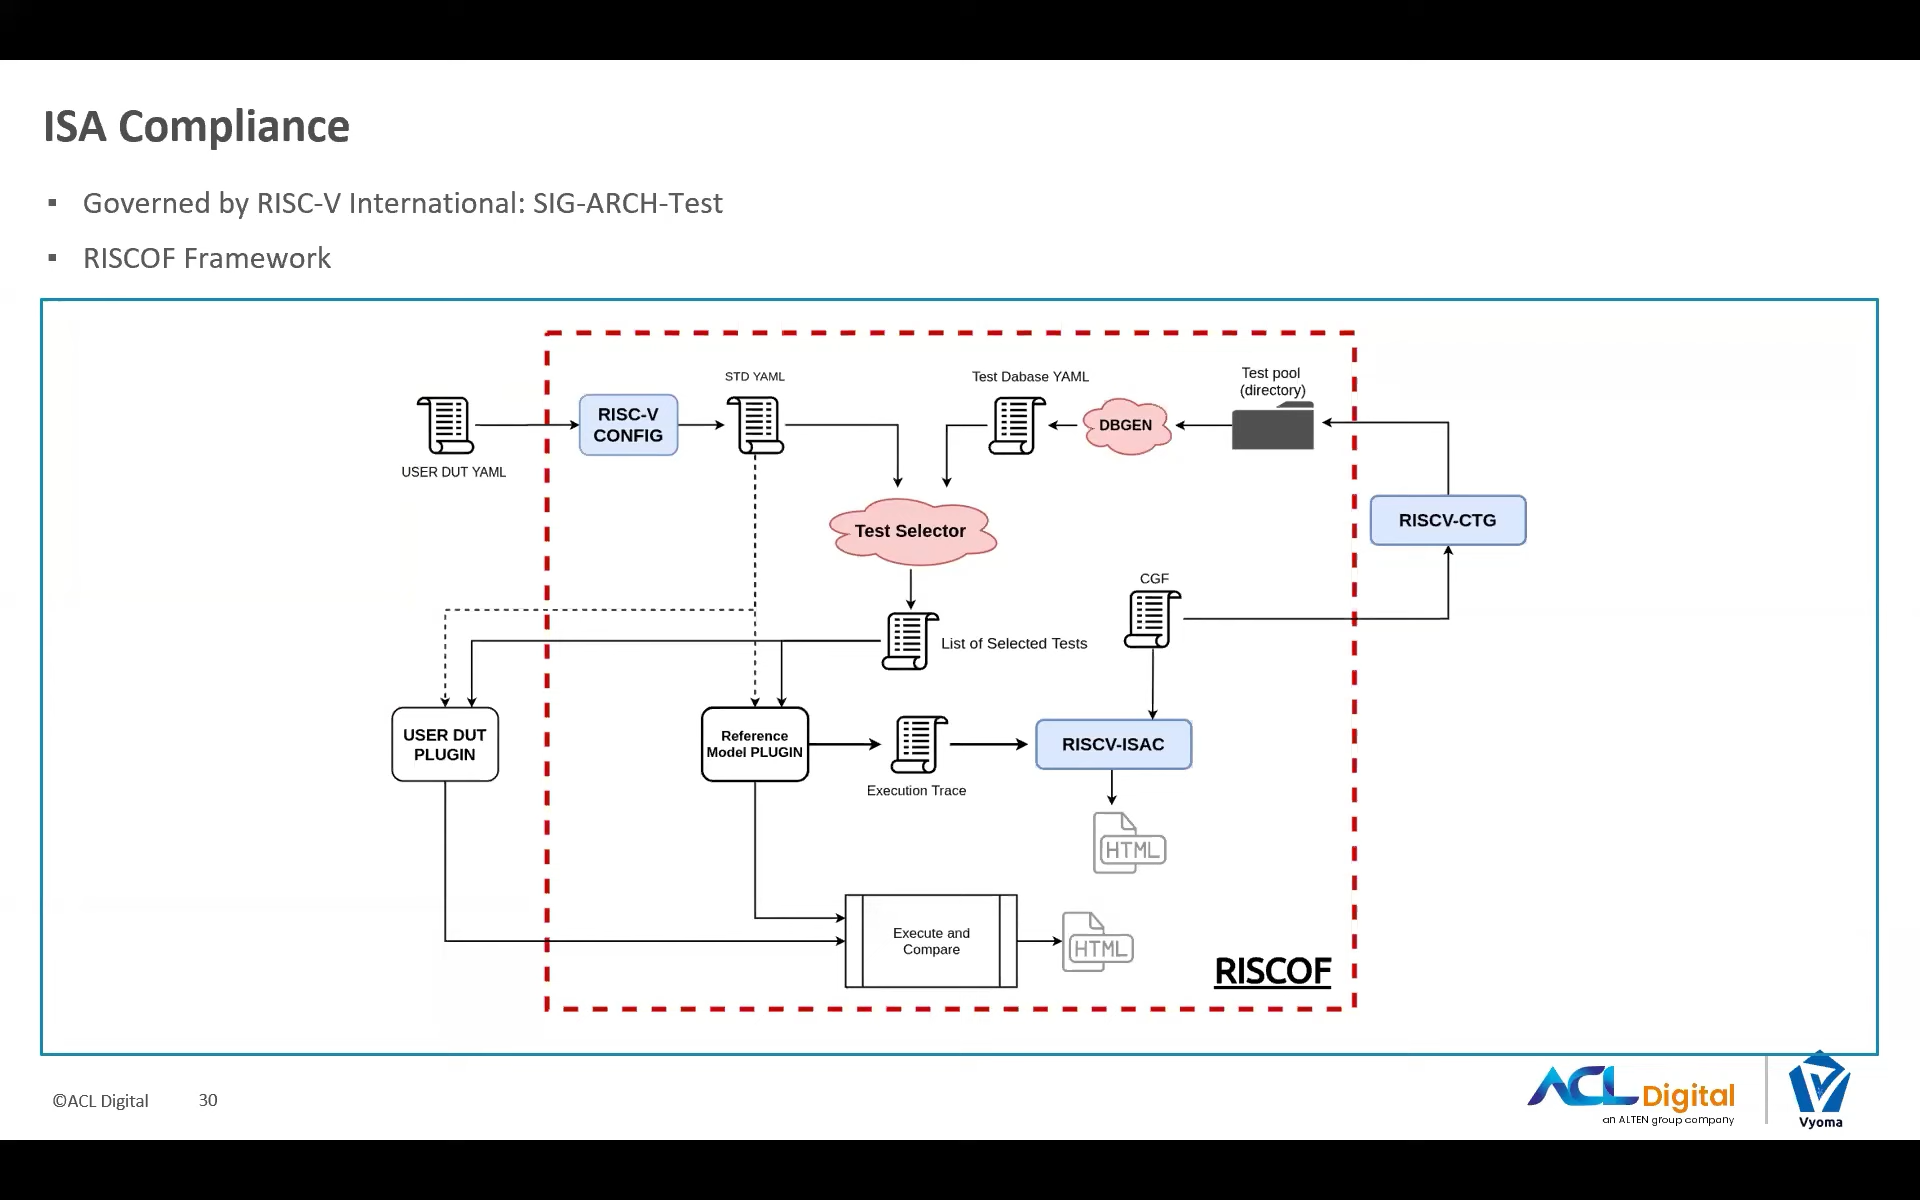 ISA Compliance
▪ Governed by RISC-V International: SIG-ARCH-Test
▪ RISCOF Framework
STD YAML
Test Dabase YAML
Test pool
(directory)
RISC-V
CONFIG
DBGEN
USER DUT YAML
RISCV-CTG
Test Selector
CGF
List of Selected Tests
USER DUT
PLUGIN
Reference
Model PLUGIN
RISCV-ISAC
Execution Trace
HTML
Execute and
Compare
HTML
RISCOF
©ACL Digital
30
ACL Digital
an ALTEN group company
Vyoma